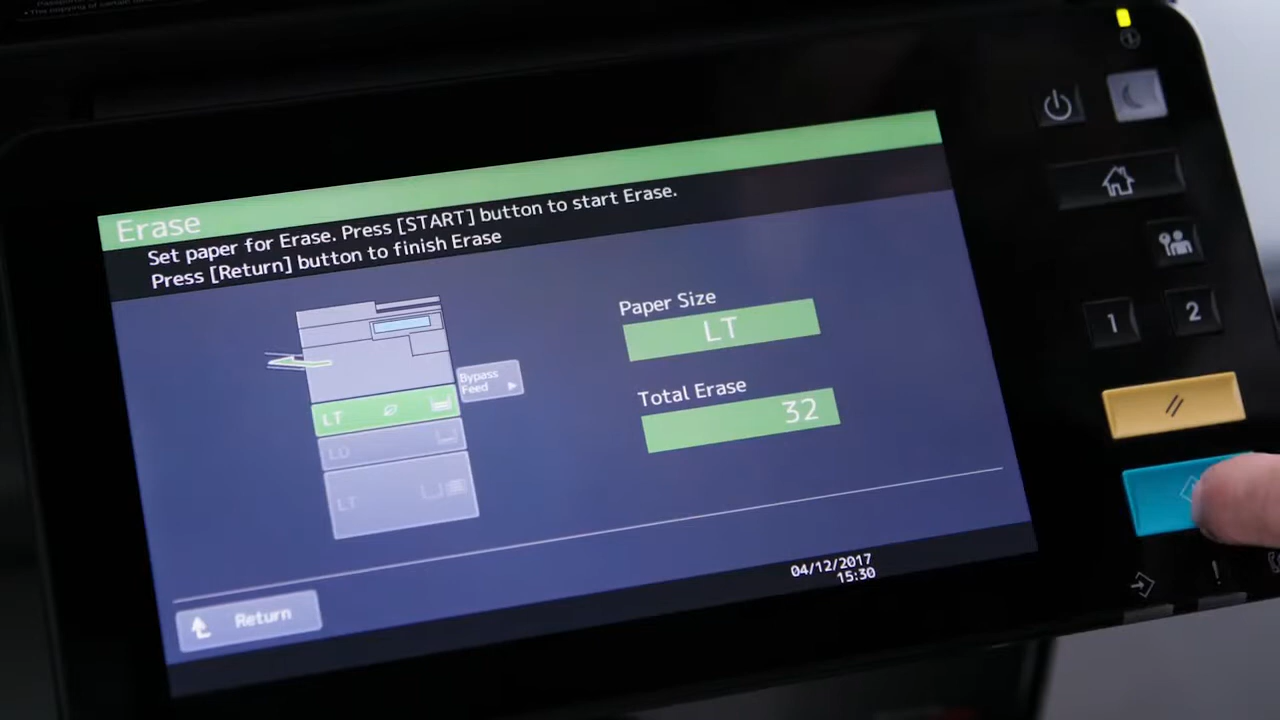 Erase
Set paper for Erase. Press [START] button to start Erase.
Press [Return] button to finish Erase
Paper Size
LT
Bypass
Feed
Total Erase
32
LT
LD
LT
1
2
Return
04/12/2017
15:30